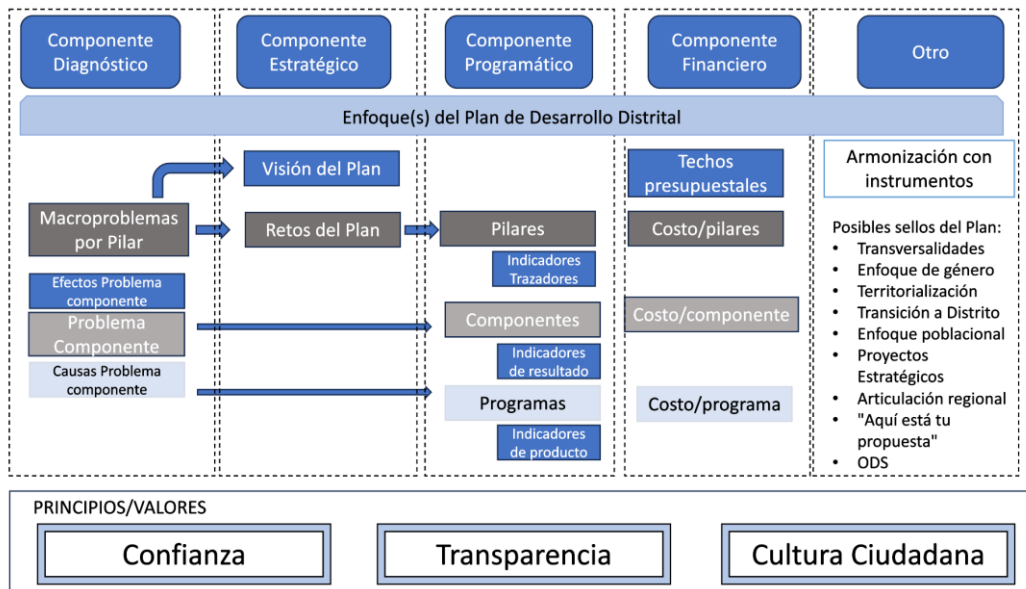 Componente
Diagnóstico
Componente
Estratégico
Componente
Programático
Componente
Financiero
Otro
Enfoque(s) del Plan de Desarrollo Distrital
Macroproblemas
por Pilar
Efectos Problema
componente
Problema
Componente
Causas Problema
componente
Visión del Plan
Retos del Plan
Pilares
Indicadores
Trazadores
Componentes
Indicadores
de resultado
Programas
Indicadores
de producto
Techos
presupuestales
Costo/pilares
Costo/componente
Costo/programa
Armonización con
instrumentos
Posibles sellos del Plan:
• Transversalidades
• Enfoque de género
• Territorialización
• Transición a Distrito
• Enfoque poblacional
• Proyectos
Estratégicos
• Articulación regional
• "Aquí está tu
propuesta"
• ODS
PRINCIPIOS/VALORES
Confianza
Transparencia
Cultura Ciudadana